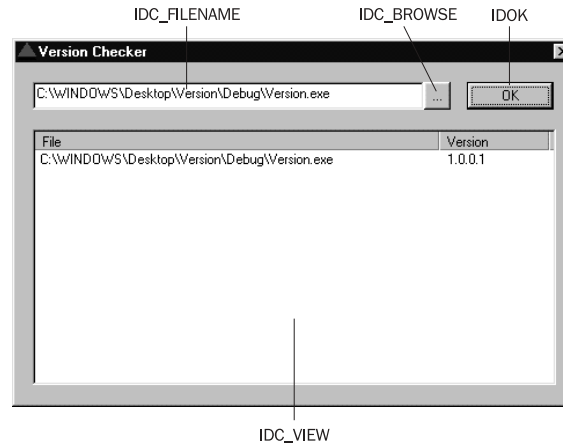 IDC_FILENAME IDC_BROWSE IDOK
Version Checker
C:\WINDOWS\Desktop\Version\Debug\Version.exe ... OK
File Version
C:\WINDOWS\Desktop\Version\Debug\Version.exe 1.0.0.1
IDC_VIEW